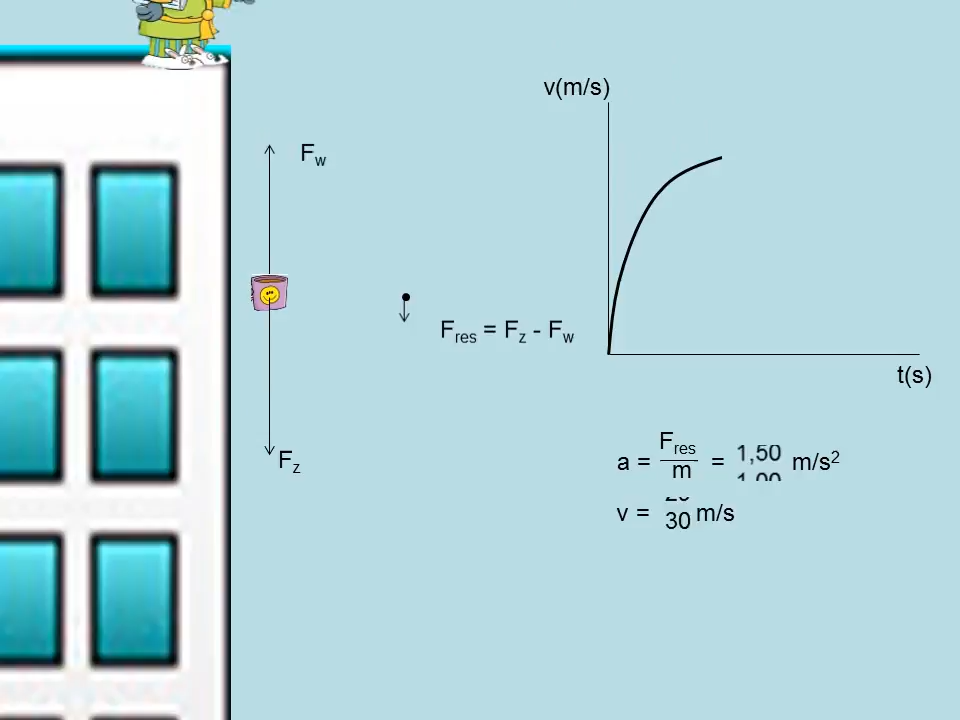 v(m/s)
Fw
Fres = Fz - Fw
t(s)
Fz
a = Fres / m = 1,50 m/s²
v = 30 m/s